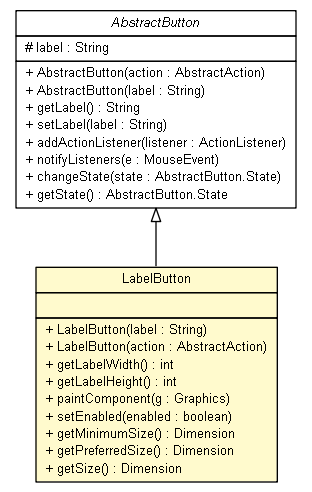 AbstractButton
# label : String
+ AbstractButton(action : AbstractAction)
+ AbstractButton(label : String)
+ getLabel() : String
+ setLabel(label : String)
+ addActionListener(listener : ActionListener)
+ notifyListeners(e : MouseEvent)
+ changeState(state : AbstractButton.State)
+ getState() : AbstractButton.State
LabelButton
+ LabelButton(label : String)
+ LabelButton(action : AbstractAction)
+ getLabelWidth() : int
+ getLabelHeight() : int
+ paintComponent(g : Graphics)
+ setEnabled(enabled : boolean)
+ getMinimumSize() : Dimension
+ getPreferredSize() : Dimension
+ getSize() : Dimension